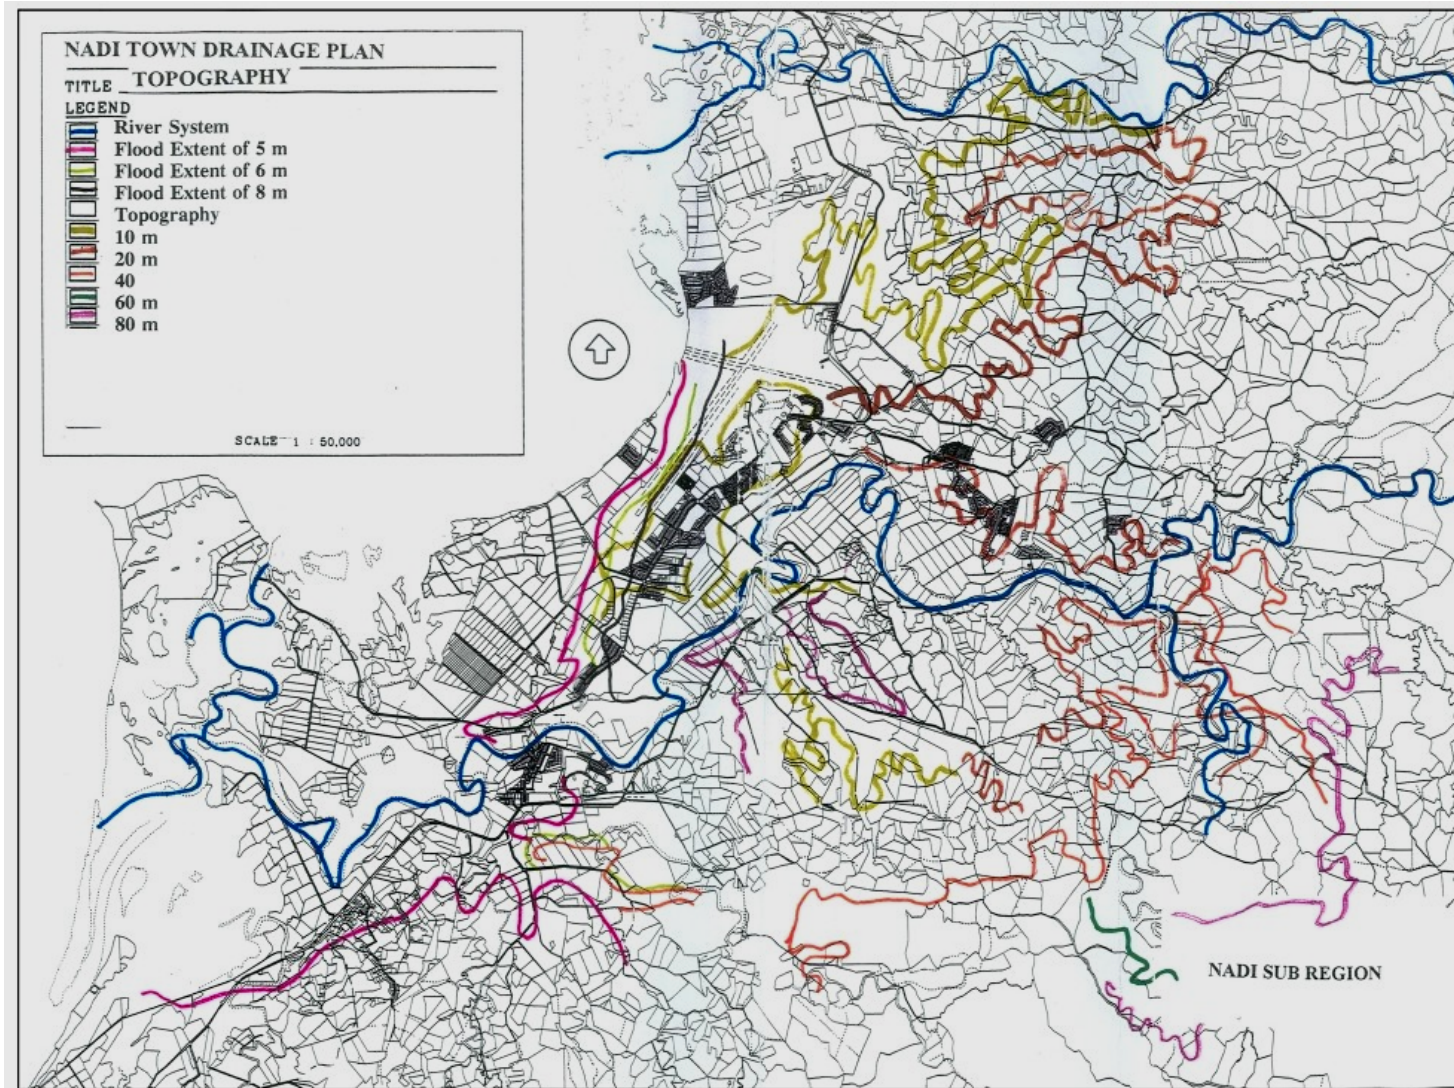 NADI TOWN DRAINAGE PLAN
TITLE TOPOGRAPHY
LEGEND
River System
Flood Extent of 5 m
Flood Extent of 6 m
Flood Extent of 8 m
Topography
10 m
20 m
40
60 m
80 m
SCALE 1 : 50,000
NADI SUB REGION